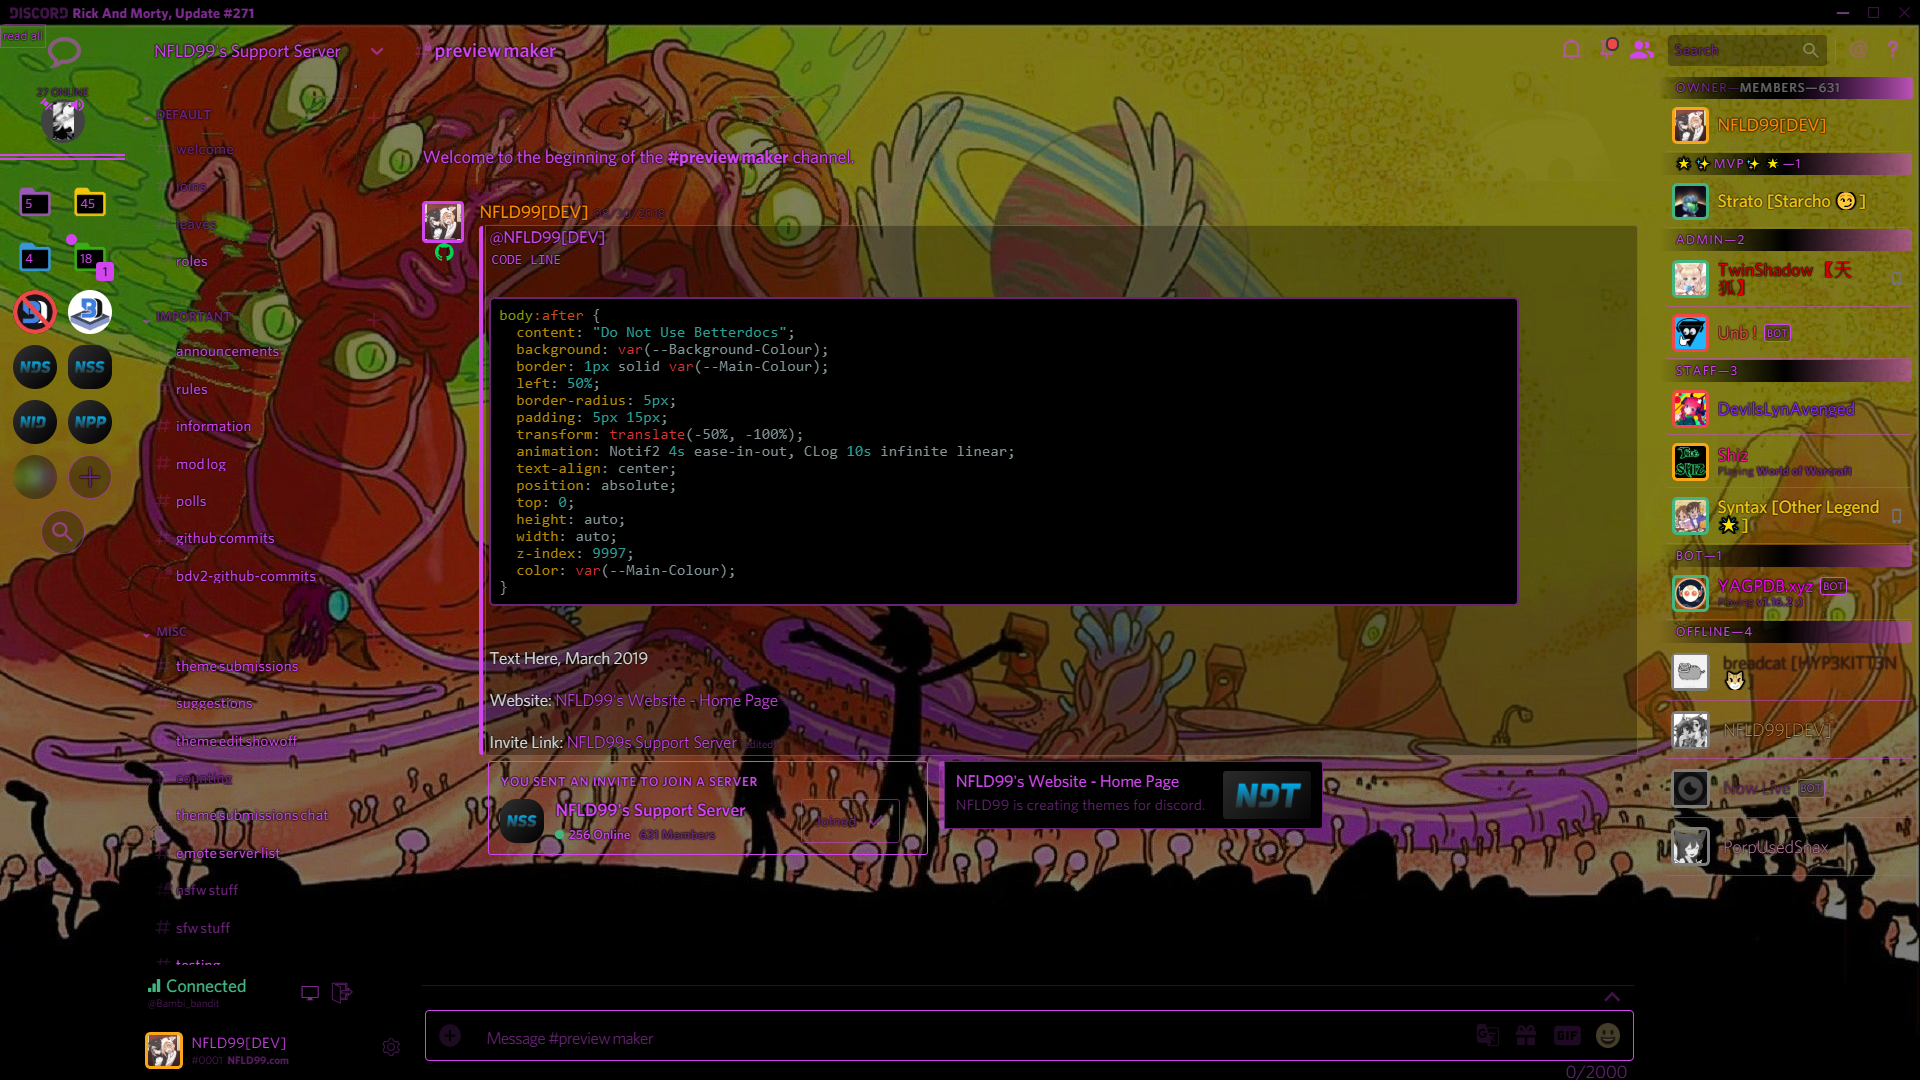 DISCORD Rick And Morty, Update #271
read all
27 ONLINE
5
45
4
18
1
NDS
NSS
NID
NPP
NFLD99's Support Server
DEFAULT
welcome
joins
leaves
roles
IMPORTANT
announcements
rules
information
mod log
polls
github commits
bdv2-github-commits
MISC
theme submissions
suggestions
theme edit showoff
counting
theme submissions chat
emote server list
nsfw stuff
sfw stuff
testing
Connected
@Bambi_bandit
NFLD99[DEV]
#0001 NFLD99.com
preview maker
Search
Welcome to the beginning of the #preview maker channel.
NFLD99[DEV]
@NFLD99[DEV]
CODE LINE
body:after {
content: "Do Not Use Betterdocs";
background: var(--Background-Colour);
border: 1px solid var(--Main-Colour);
left: 50%;
border-radius: 5px;
padding: 5px 15px;
transform: translate(-50%, -100%);
animation: Notif2 4s ease-in-out, CLog 10s infinite linear;
text-align: center;
position: absolute;
top: 0;
height: auto;
width: auto;
z-index: 9997;
color: var(--Main-Colour);
}
Text Here, March 2019
Website: NFLD99's Website - Home Page
Invite Link: NFLD99s Support Server (edited)
YOU SENT AN INVITE TO JOIN A SERVER
NSS
NFLD99's Support Server
256 Online 631 Members
Joined
NFLD99's Website - Home Page
NFLD99 is creating themes for discord.
NDT
Message #preview maker
GIF
0/2000
OWNER—MEMBERS—631
NFLD99[DEV]
🌟✨MVP✨🌟—1
Strato [Starcho 😏]
ADMIN—2
TwinShadow 【天
狐】
Unb ! BOT
STAFF—3
DevilsLynAvenged
The SHIZ
Shiz
Playing World of Warcraft
Syntax [Other Legend
🌟]
BOT—1
YAGPDB.xyz BOT
OFFLINE—4
breadcat [HYP3KITT3N
NFLD99[DEV]
Now Live BOT
PorpUsedSnax